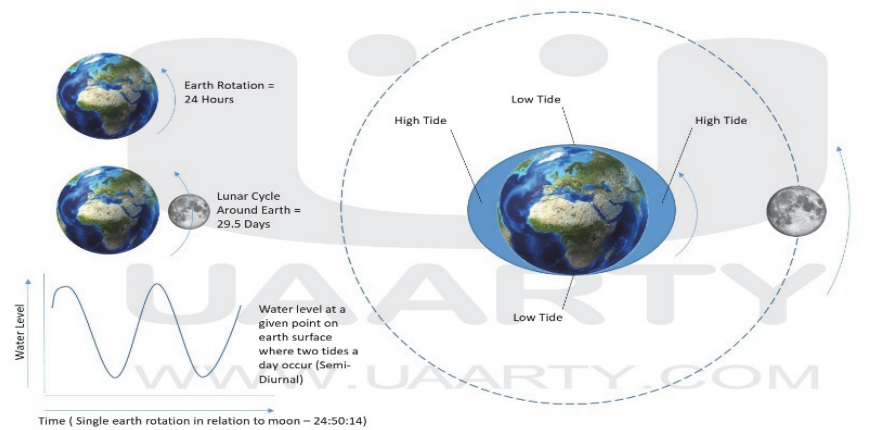 Earth Rotation =
24 Hours
Lunar Cycle
Around Earth =
29.5 Days
Water Level
Water level at a
given point on
earth surface
where two tides a
day occur (Semi-
Diurnal)
Time ( Single earth rotation in relation to moon – 24:50:14)
Low Tide
High Tide
High Tide
Low Tide
UAARTY
WWW.UAARTY.COM